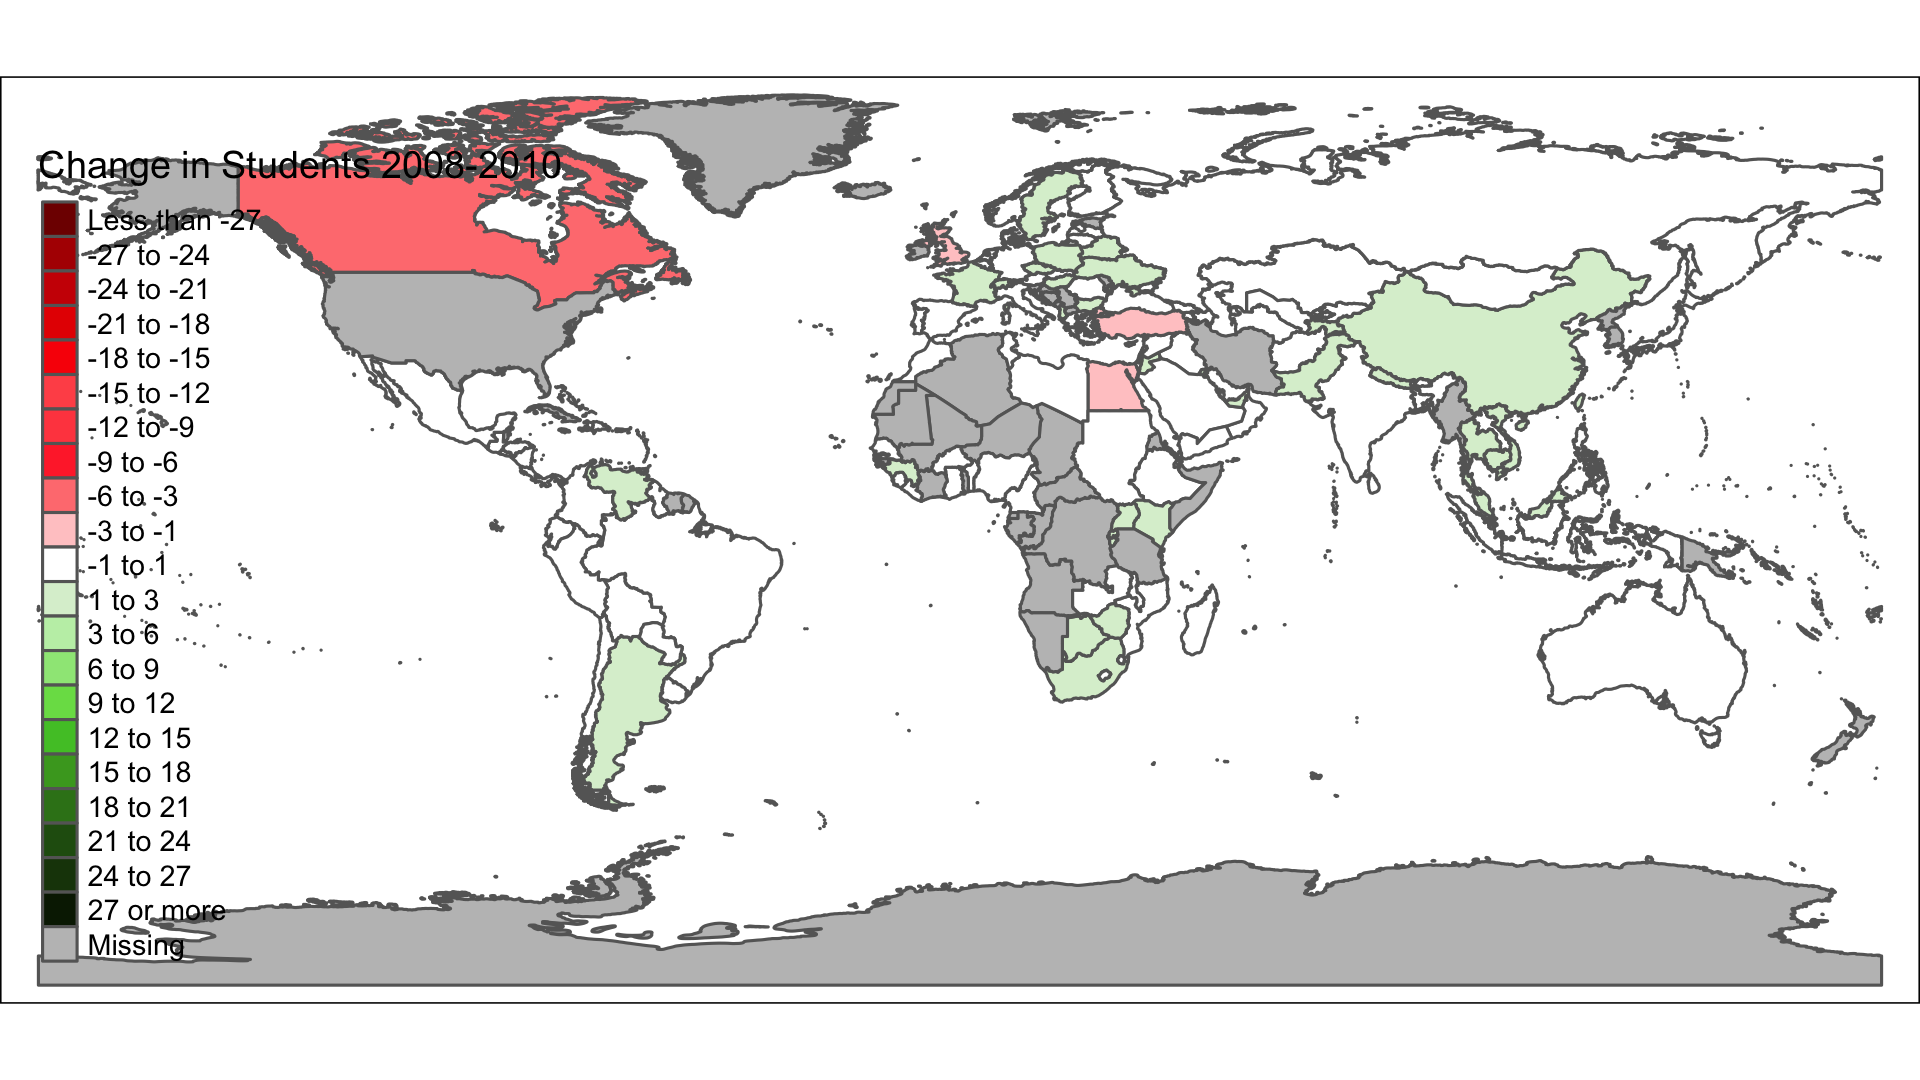 Change in Students 2008-2010
Less than -27
-27 to -24
-24 to -21
-21 to -18
-18 to -15
-15 to -12
-12 to -9
-9 to -6
-6 to -3
-3 to -1
-1 to 1
1 to 3
3 to 6
6 to 9
9 to 12
12 to 15
15 to 18
18 to 21
21 to 24
24 to 27
27 or more
Missing